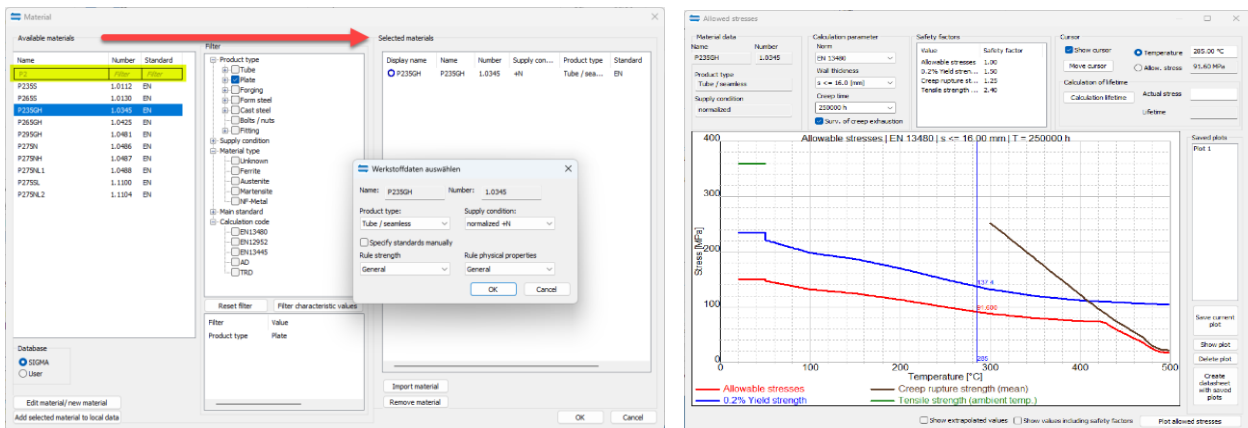 Material
Available materials
Name Number Standard
P2 Filter Filter
P235S 1.0112 EN
P265S 1.0130 EN
P235GH 1.0345 EN
P265GH 1.0425 EN
P295GH 1.0481 EN
P275N 1.0486 EN
P275NH 1.0487 EN
P275NL1 1.0488 EN
P275SL 1.1100 EN
P275NL2 1.1104 EN
Database
SIGMA
User
Edit material/new material
Add selected material to local data
Filter
Product type
Tube
Plate
Forging
Form steel
Cast steel
Bolts / nuts
Fitting
Supply condition
Material type
Unknown
Ferrite
Austenite
Martensite
NF-Metal
Main standard
Calculation code
EN13480
EN12952
EN13445
AD
TRD
Reset filter Filter characteristic values
Filter Value
Product type Plate
Selected materials
Display name Name Number Supply con... Product type Standard
P235GH P235GH 1.0345 +N Tube / sea... EN
Import material
Remove material
OK Cancel
Werkstoffdaten auswählen
Name: P235GH Number: 1.0345
Product type: Supply condition:
Tube / seamless normalized +N
Specify standards manually
Rule strength Rule physical properties
General General
OK Cancel
Allowed stresses
Material data
Name Number
P235GH 1.0345
Product type
Tube / seamless
Supply condition
normalized
Calculation parameter
Norm
EN 13480
Wall thickness
s <= 16.0 [mm]
Creep time
250000 h
Surv. of creep exhaustion
Safety factors
Value Safety factor
Allowable stresses 1.00
0.2% Yield stren... 1.50
Creep rupture st... 1.25
Tensile strength ... 2.40
Cursor
Show cursor Temperature 285.00 °C
Move cursor Allow. stress 91.60 MPa
Calculation of lifetime
Calculation lifetime Actual stress
Lifetime
Allowable stresses | EN 13480 | s <= 16.00 mm | T = 250000 h
Stress [MPa]
400
300
200
100
0
137.4
91.600
285
0 100 200 300 400 500
Temperature [°C]
Allowable stresses Creep rupture strength (mean)
0.2% Yield strength Tensile strength (ambient temp.)
Saved plots
Plot 1
Save current plot
Show plot
Delete plot
Create datasheet with saved plots
Show extrapolated values Show values including safety factors Plot allowed stresses